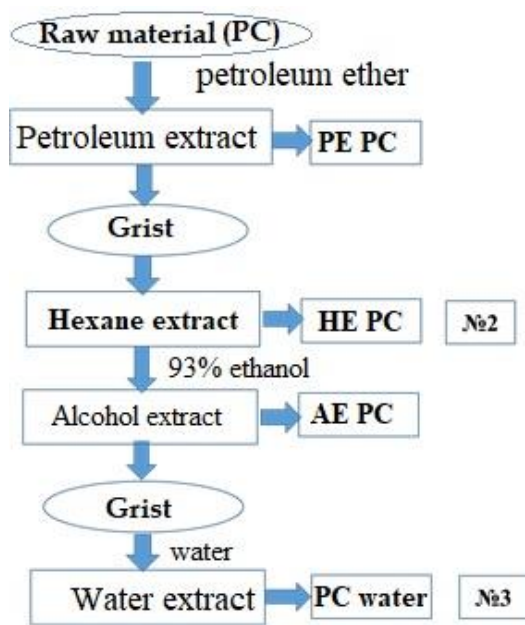 Raw material (PC)
petroleum ether
Petroleum extract
PE PC
Grist
Hexane extract
HE PC
№2
93% ethanol
Alcohol extract
AE PC
Grist
water
Water extract
PC water
№3